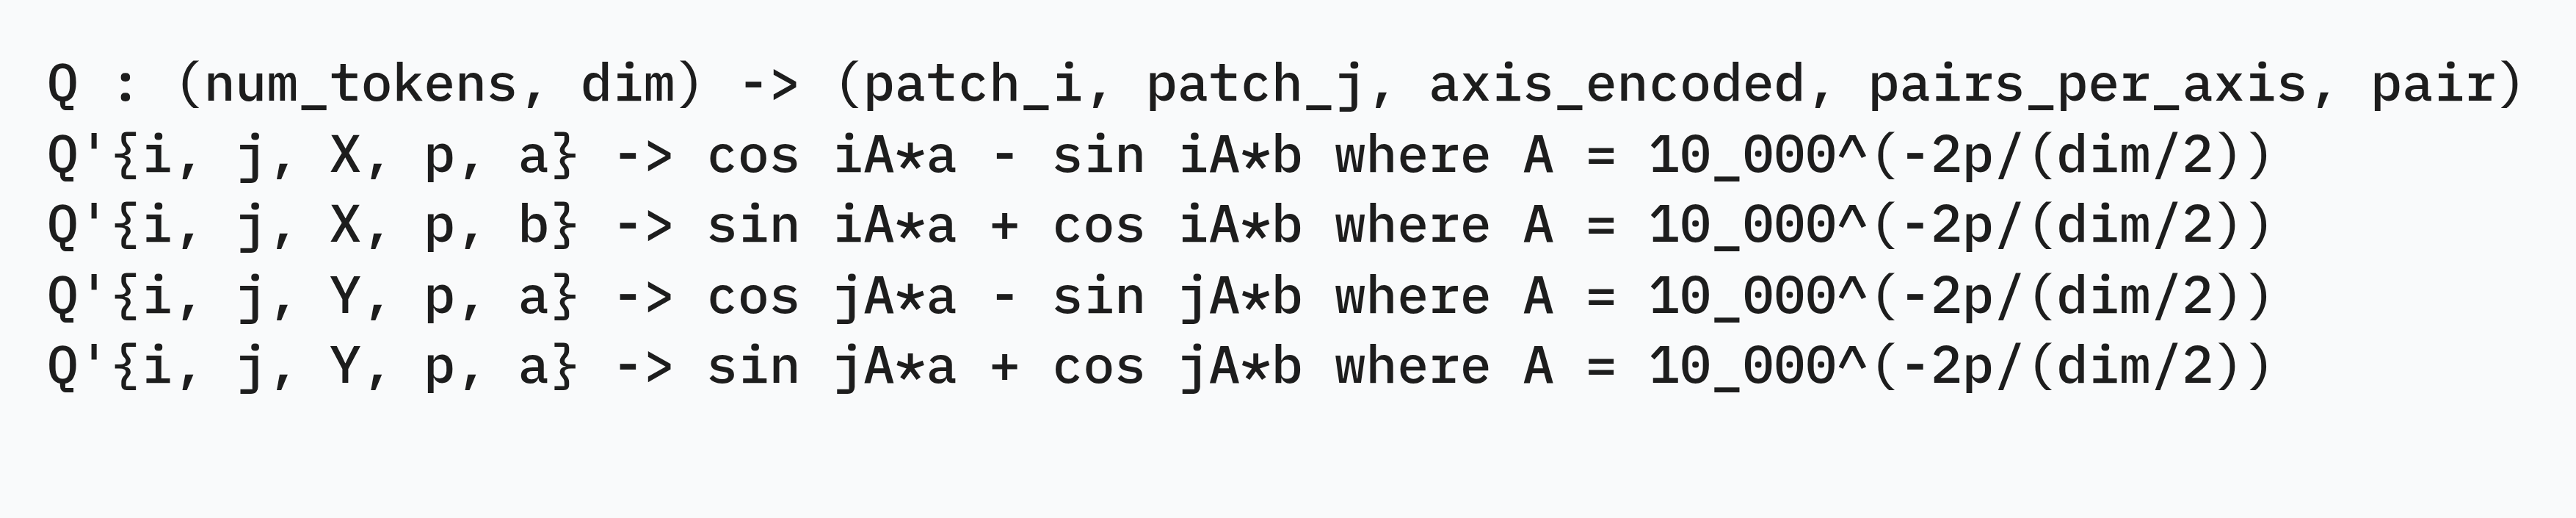 Q : (num_tokens, dim) -> (patch_i, patch_j, axis_encoded, pairs_per_axis, pair)
Q'{i, j, X, p, a} -> cos iA*a - sin iA*b where A = 10_000^(-2p/(dim/2))
Q'{i, j, X, p, b} -> sin iA*a + cos iA*b where A = 10_000^(-2p/(dim/2))
Q'{i, j, Y, p, a} -> cos jA*a - sin jA*b where A = 10_000^(-2p/(dim/2))
Q'{i, j, Y, p, a} -> sin jA*a + cos jA*b where A = 10_000^(-2p/(dim/2))